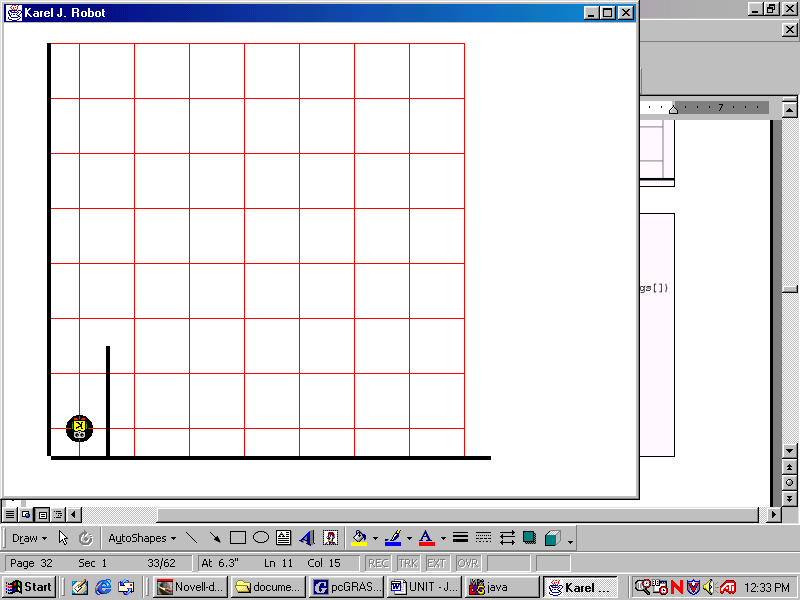 Karel J. Robot
7
gs[])
Draw
AutoShapes
Page 32 Sec 1 33/62 At 6.3" Ln 11 Col 15 REC TRK EXT OVR
Start Novell-d... docume... pcGRAS... UNIT - J... java Karel ... 12:33 PM